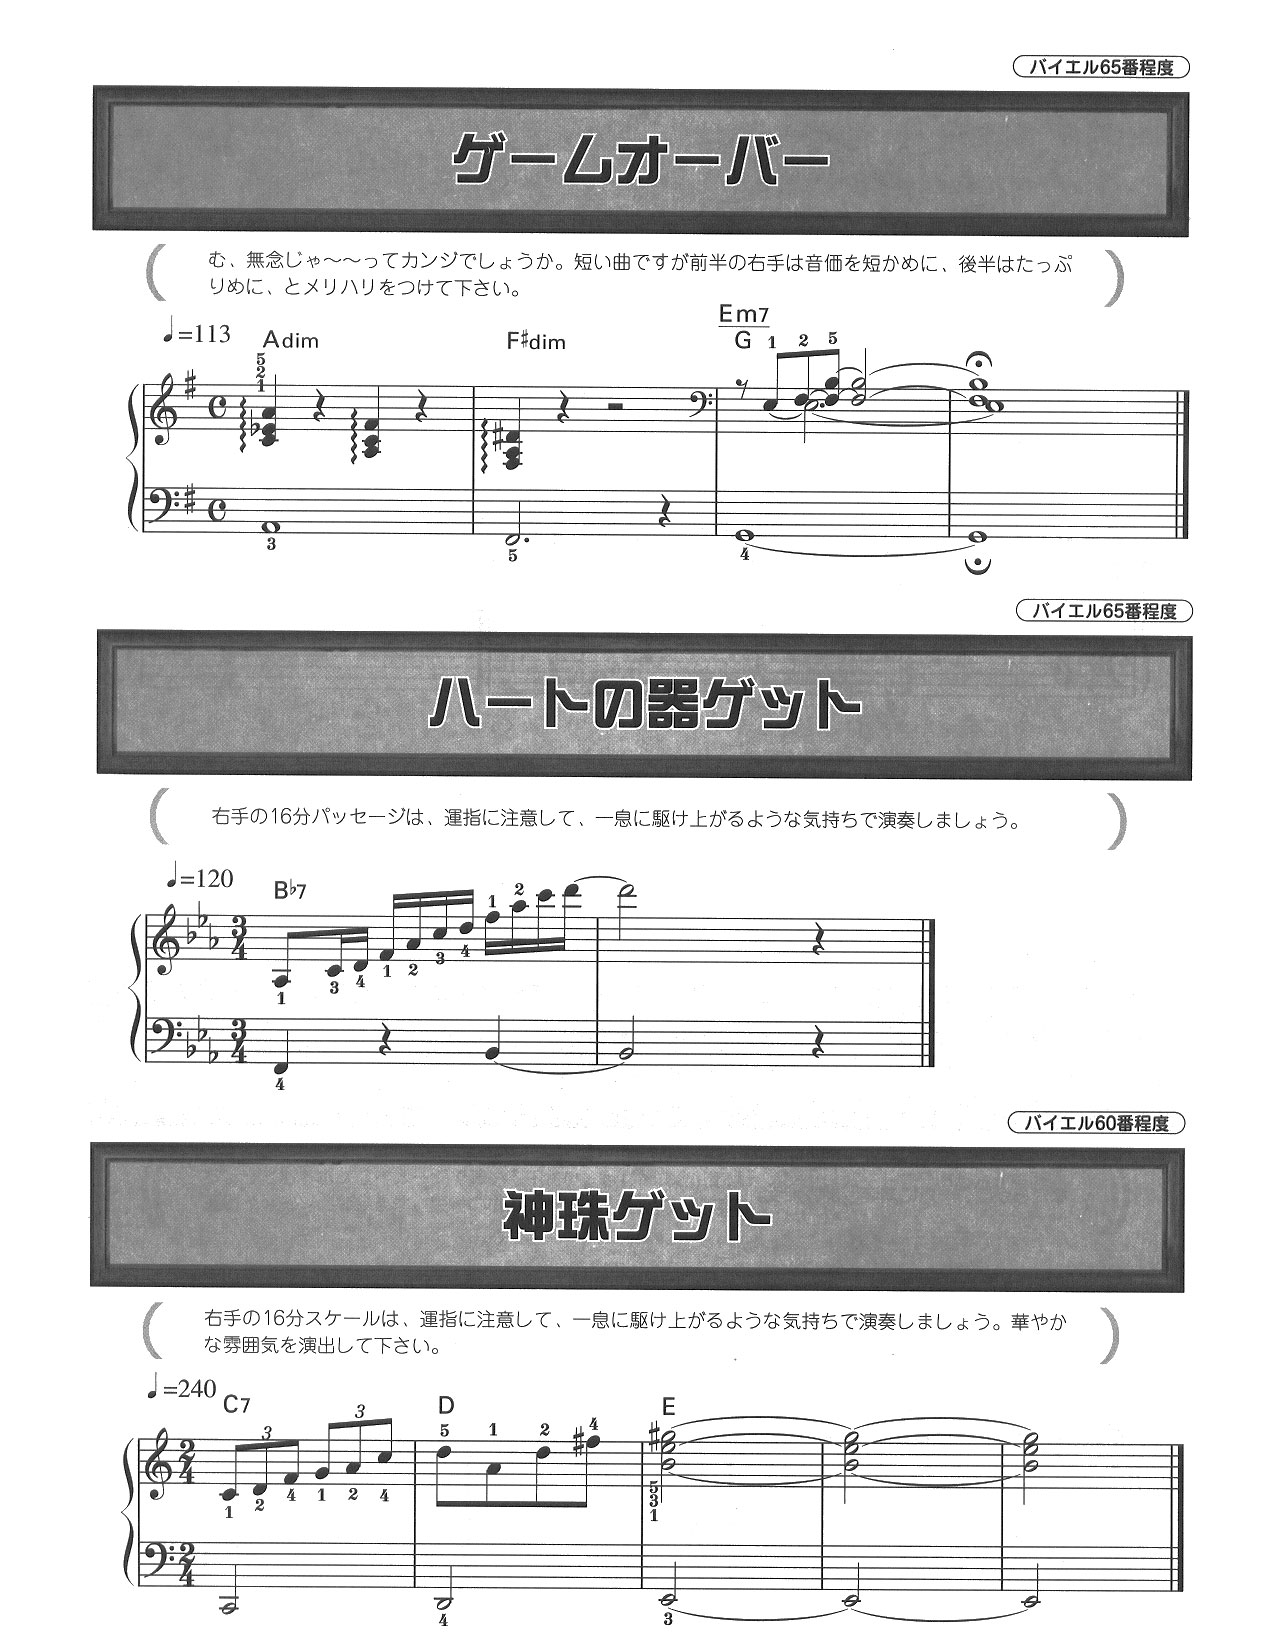 バイエル65番程度
ゲームオーバー
む、無念じゃ〜〜ってカンジでしょうか。短い曲ですが前半の右手は音価を短かめに、後半はたっぷ
りめに、とメリハリをつけて下さい。
♩=113
Adim
F♯dim
Em7
G
5
2
1
1 2 5
3
5
4
バイエル65番程度
ハートの器ゲット
右手の16分パッセージは、運指に注意して、一息に駆け上がるような気持ちで演奏しましょう。
♩=120
B♭7
3
4
1 3 4 1 2 3 4 1 2
3
4
4
バイエル60番程度
神珠ゲット
右手の16分スケールは、運指に注意して、一息に駆け上がるような気持ちで演奏しましょう。華やか
な雰囲気を演出して下さい。
♩=240
C7
D
E
3 3
5 1 2 4
2
4
1 2 4 1 2 4
5
3
1
2
4
4
3